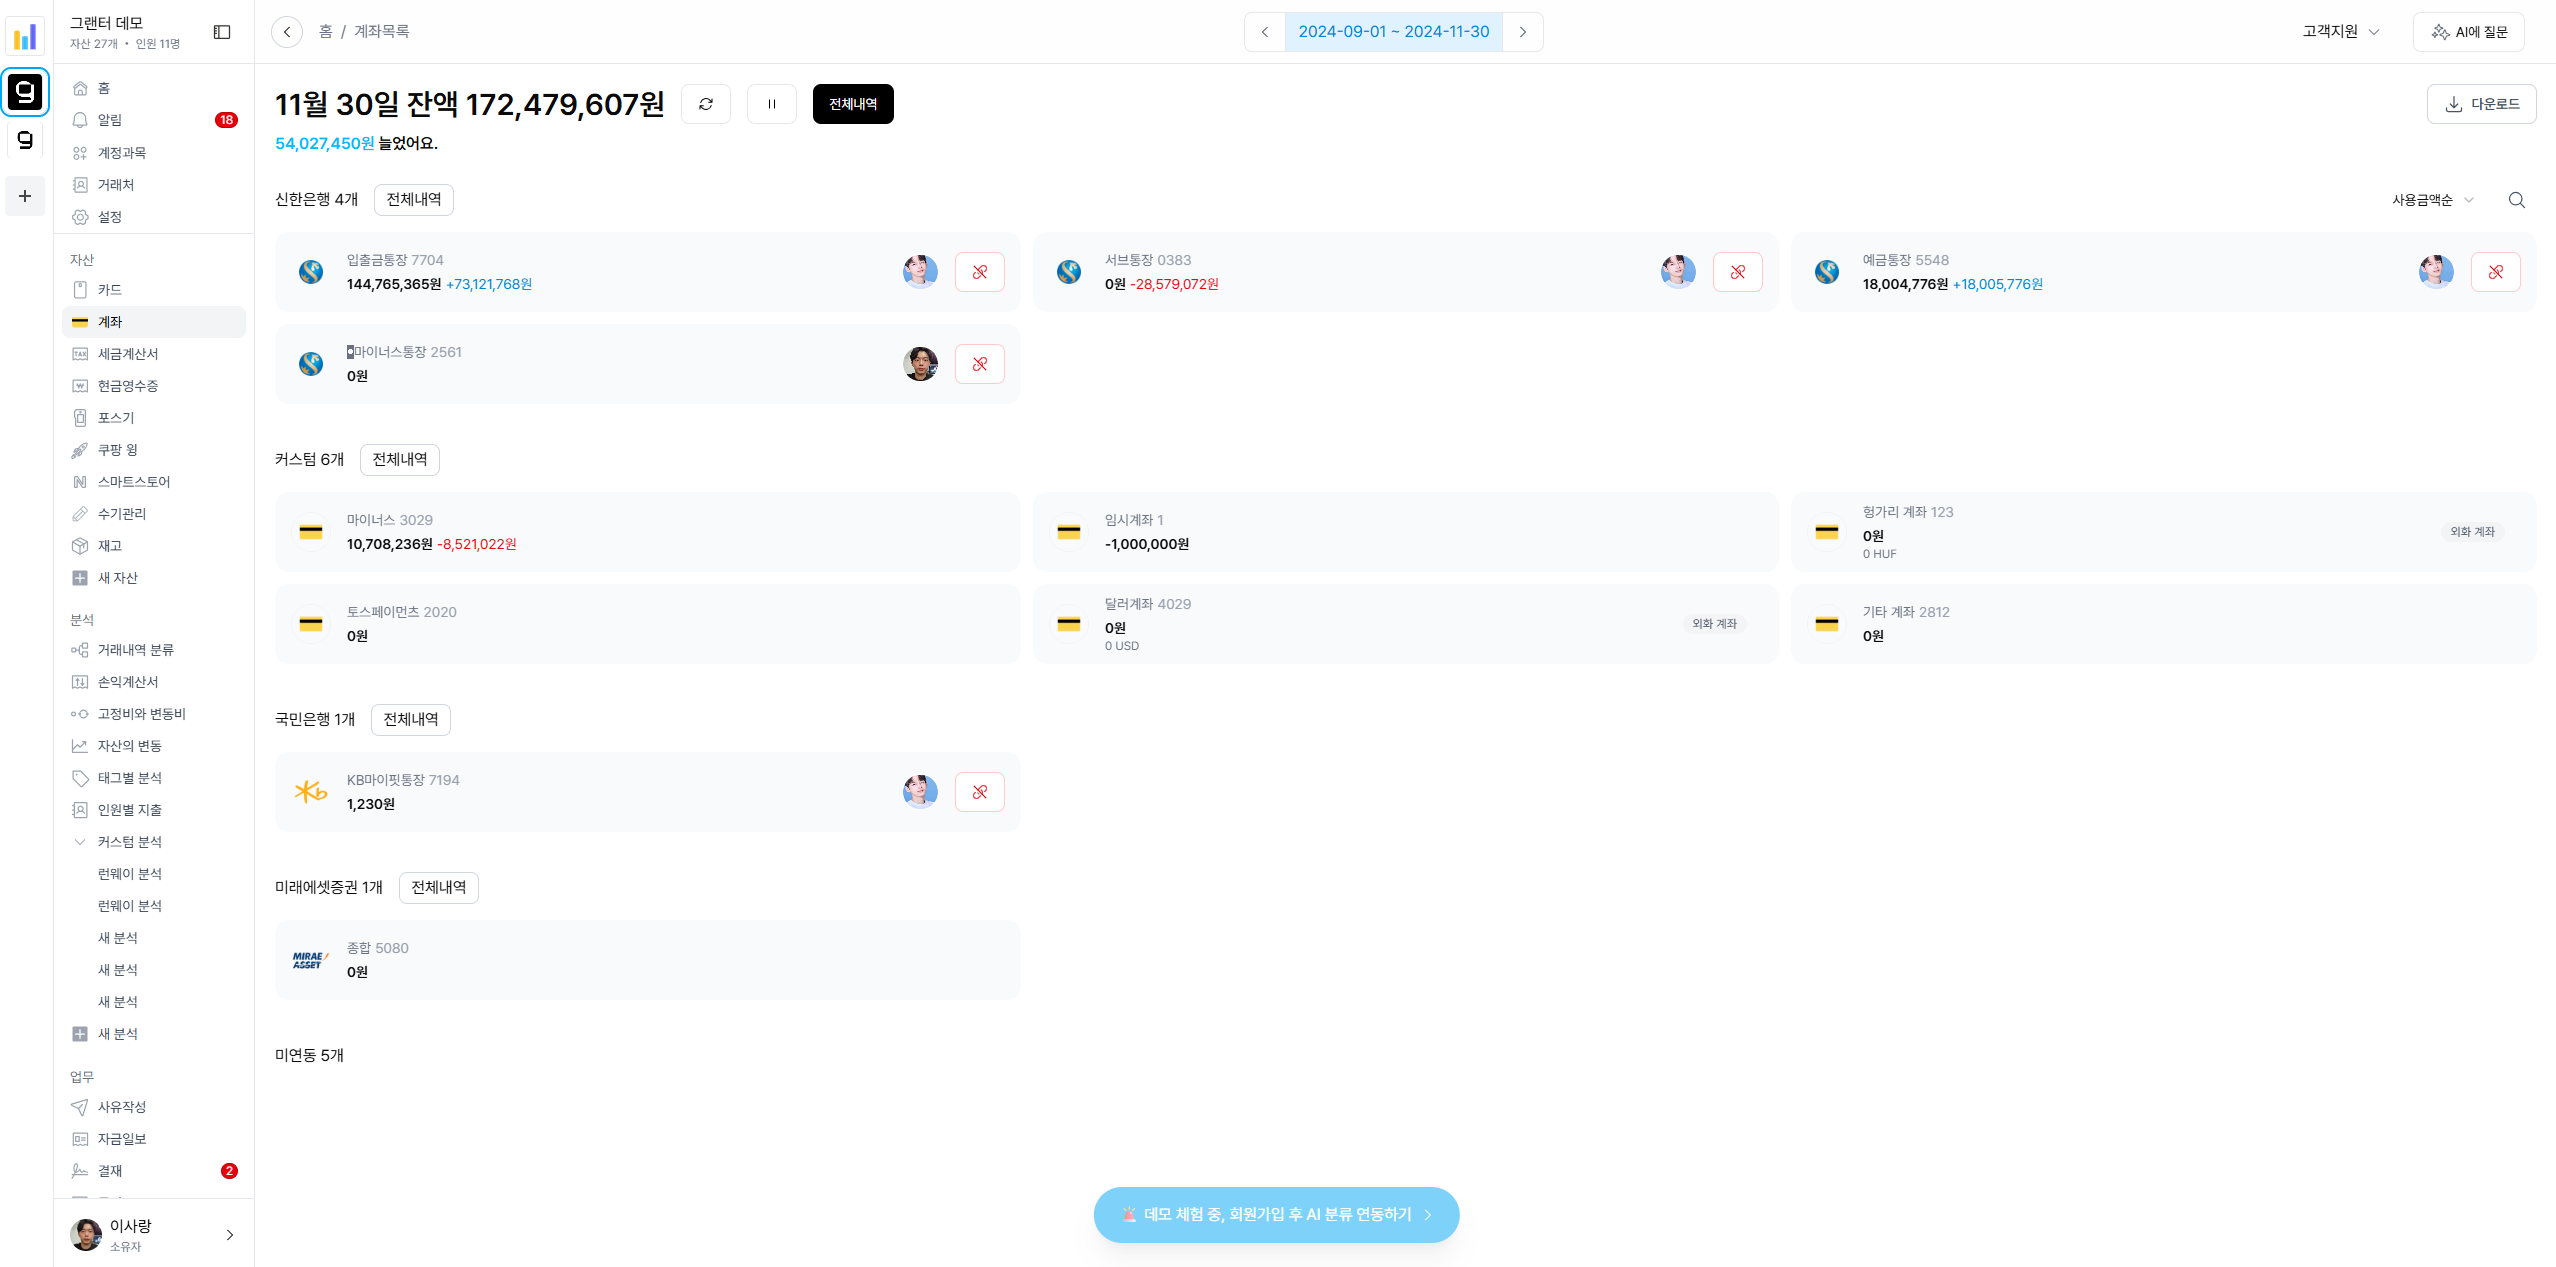 그랜터 데모
자산 27개 • 인원 11명
홈
알림
18
계정과목
거래처
설정
자산
카드
계좌
세금계산서
현금영수증
포스기
쿠팡 윙
스마트스토어
수기관리
재고
새 자산
분석
거래내역 분류
손익계산서
고정비와 변동비
자산의 변동
태그별 분석
인원별 지출
커스텀 분석
런웨이 분석
런웨이 분석
새 분석
새 분석
새 분석
새 분석
업무
사유작성
자금일보
결재
2
이사랑
소유자
홈 / 계좌목록
2024-09-01 ~ 2024-11-30
고객지원
AI에 질문
11월 30일 잔액 172,479,607원
전체내역
다운로드
54,027,450원 늘었어요.
신한은행 4개
전체내역
사용금액순
입출금통장 7704
144,765,365원 +73,121,768원
서브통장 0383
0원 -28,579,072원
예금통장 5548
18,004,776원 +18,005,776원
마이너스통장 2561
0원
커스텀 6개
전체내역
마이너스 3029
10,708,236원 -8,521,022원
임시계좌 1
-1,000,000원
헝가리 계좌 123
0원
0 HUF
외화 계좌
토스페이먼츠 2020
0원
달러계좌 4029
0원
0 USD
외화 계좌
기타 계좌 2812
0원
국민은행 1개
전체내역
KB마이핏통장 7194
1,230원
미래에셋증권 1개
전체내역
MIRAE ASSET
종합 5080
0원
미연동 5개
데모 체험 중, 회원가입 후 AI 분류 연동하기